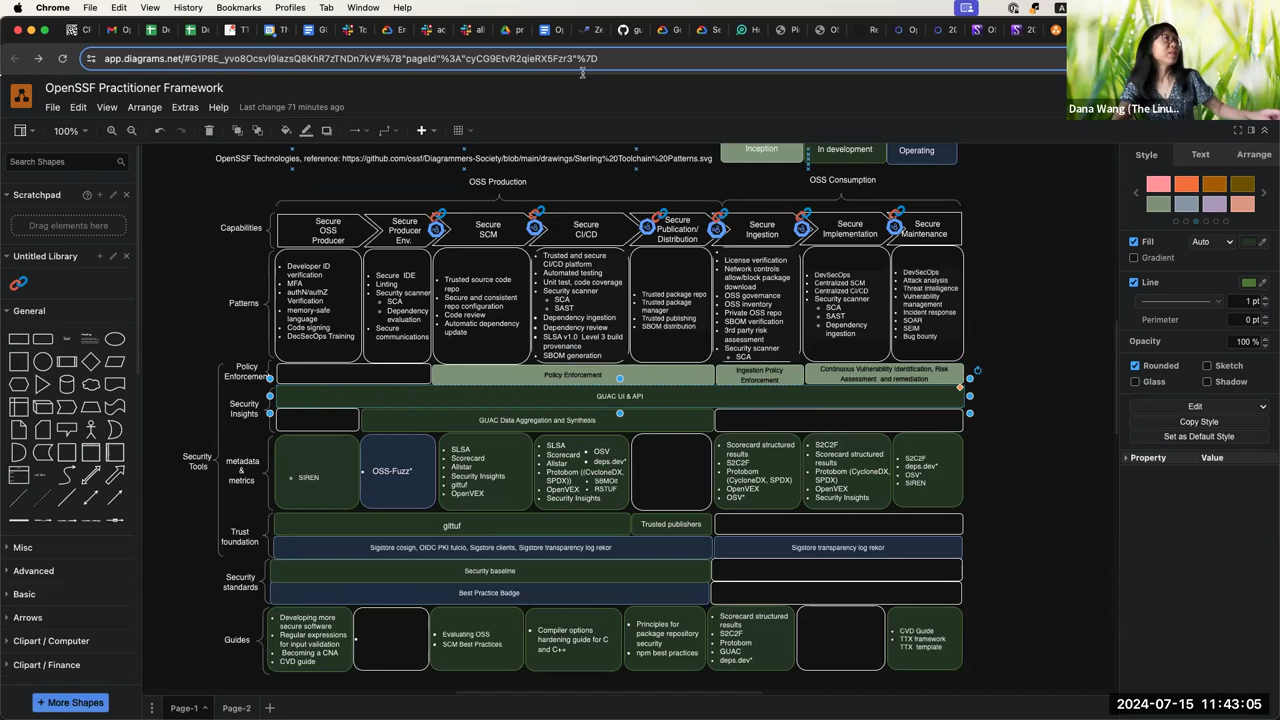 Chrome File Edit View History Bookmarks Profiles Tab Window Help
app.diagrams.net/#G1P8E_yvo8Ocsvl9lazsQ8KhR7zTNDn7kV#%7B"pageId"%3A"cyCG9EtvR2qieRX5Fzr3"%7D
Dana Wang (The Linu...
OpenSSF Practitioner Framework
File Edit View Arrange Extras Help Last change 71 minutes ago
100%
Search Shapes
Scratchpad
Drag elements here...
Untitled Library
General
Misc
Advanced
Basic
Arrows
Clipart / Computer
Clipart / Finance
+ More Shapes
Page-1
Page-2
OpenSSF Technologies, reference: https://github.com/ossf/Diagrammers-Society/blob/main/drawings/Sterling%20Toolchain%20Patterns.svg
Inception
In development
Operating
OSS Production
OSS Consumption
Capabilities
Secure
OSS
Producer
Secure
Producer
Env.
Secure
SCM
Secure
CI/CD
Secure
Publication/
Distribution
Secure
Ingestion
Secure
Implementation
Secure
Maintenance
Patterns
Developer ID
verification
MFA
authN/authZ
Verification
memory-safe
language
Code signing
DecSecOps Training
Secure IDE
Linting
Security scanner
SCA
Dependency
evaluation
Secure
communications
Trusted source code
repo
Secure and consistent
repo configuration
Code review
Automatic dependency
update
Trusted and secure
CI/CD platform
Automated testing
Unit test, code coverage
Security scanner
SCA
SAST
Dependency ingestion
Dependency review
SLSA v1.0 Level 3 build
provenance
SBOM generation
Trusted package repo
Trusted package
manager
Trusted publishing
SBOM distribution
License verification
Network controls
allow/block package
download
OSS governance
OSS inventory
Private OSS repo
SBOM verification
3rd party risk
assessment
Security scanner
SCA
DevSecOps
Centralized SCM
Centralized CI/CD
Security scanner
SCA
SAST
Dependency
ingestion
DevSecOps
Attack analysis
Threat Intelligence
Vulnerability
management
Incident response
SOAR
SEIM
Bug bounty
Security
Tools
Policy
Enforcement
Policy Enforcement
Ingestion Policy
Enforcement
Continuous Vulnerability identification, Risk
Assessment and remediation
Security
Insights
GUAC UI & API
GUAC Data Aggregation and Synthesis
metadata
&
metrics
SIREN
OSS-Fuzz*
SLSA
Scorecard
Allstar
Security Insights
gittuf
OpenVEX
SLSA
Scorecard
Allstar
Protobom ((CycloneDX,
SPDX))
OpenVEX
Security Insights
OSV
deps.dev*
SBMOit
RSTUF
Scorecard structured
results
S2C2F
Protobom
(CycloneDX, SPDX)
OpenVEX
OSV*
S2C2F
Scorecard structured
results
Protobom (CycloneDX,
SPDX)
OpenVEX
Security Insights
S2C2F
deps.dev*
OSV*
SIREN
Trust
foundation
gittuf
Trusted publishers
Sigstore cosign, OIDC PKI fulcio, Sigstore clients, Sigstore transparency log rekor
Sigstore transparency log rekor
Security
standards
Security baseline
Best Practice Badge
Guides
Developing more
secure software
Regular expressions
for input validation
Becoming a CNA
CVD guide
Evaluating OSS
SCM Best Practices
Compiler options
hardening guide for C
and C++
Principles for
package repository
security
npm best practices
Scorecard structured
results
S2C2F
Protobom
GUAC
deps.dev*
CVD Guide
TTX framework
TTX template
Style Text Arrange
Fill Auto
Gradient
Line
1 pt
Perimeter 0 pt
Opacity 100 %
Rounded Sketch
Glass Shadow
Edit
Copy Style
Set as Default Style
Property Value
2024-07-15 11:43:05